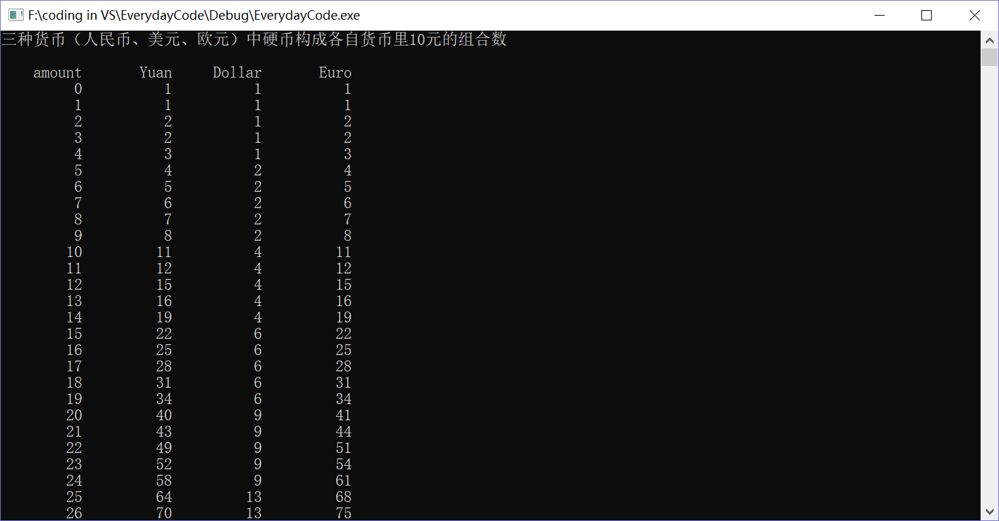 F:\coding in VS\EverydayCode\Debug\EverydayCode.exe
三种货币（人民币、美元、欧元）中硬币构成各自货币里10元的组合数
amount Yuan Dollar Euro
0 1 1 1
1 1 1 1
2 2 1 2
3 2 1 2
4 3 1 3
5 4 2 4
6 5 2 5
7 6 2 6
8 7 2 7
9 8 2 8
10 11 4 11
11 12 4 12
12 15 4 15
13 16 4 16
14 19 4 19
15 22 6 22
16 25 6 25
17 28 6 28
18 31 6 31
19 34 6 34
20 40 9 41
21 43 9 44
22 49 9 51
23 52 9 54
24 58 9 61
25 64 13 68
26 70 13 75